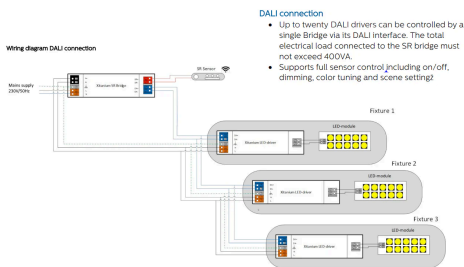 DALI connection
• Up to twenty DALI drivers can be controlled by a
single Bridge via its DALI interface. The total
electrical load connected to the SR bridge must
not exceed 400VA.
• Supports full sensor control including on/off,
dimming, color tuning and scene setting2
Wiring diagram DALI connection
SR Sensor
Mains supply
230V/50Hz
Xitanium SR Bridge
Fixture 1
LED-module
Xitanium LED driver
Fixture 2
LED-module
Xitanium LED driver
Fixture 3
LED-module
Xitanium LED driver